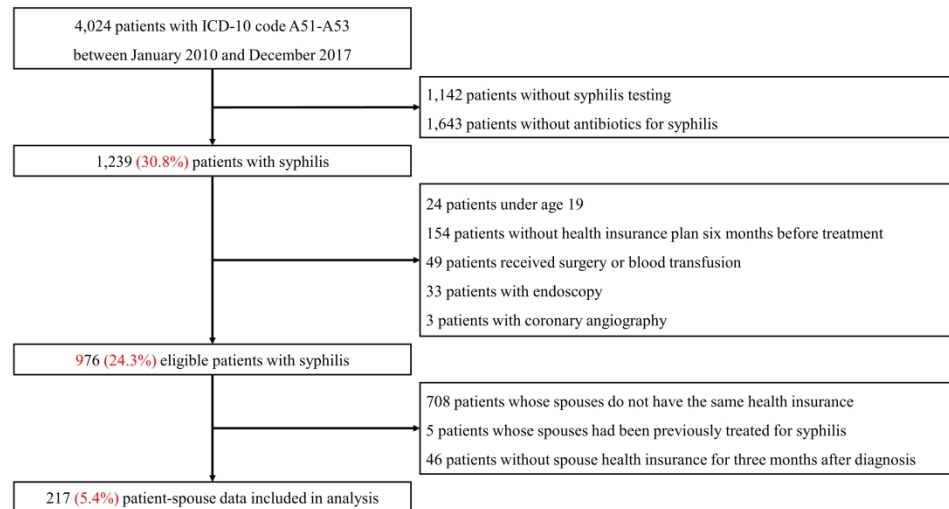 4,024 patients with ICD-10 code A51-A53
between January 2010 and December 2017
1,142 patients without syphilis testing
1,643 patients without antibiotics for syphilis
1,239 (30.8%) patients with syphilis
24 patients under age 19
154 patients without health insurance plan six months before treatment
49 patients received surgery or blood transfusion
33 patients with endoscopy
3 patients with coronary angiography
976 (24.3%) eligible patients with syphilis
708 patients whose spouses do not have the same health insurance
5 patients whose spouses had been previously treated for syphilis
46 patients without spouse health insurance for three months after diagnosis
217 (5.4%) patient-spouse data included in analysis